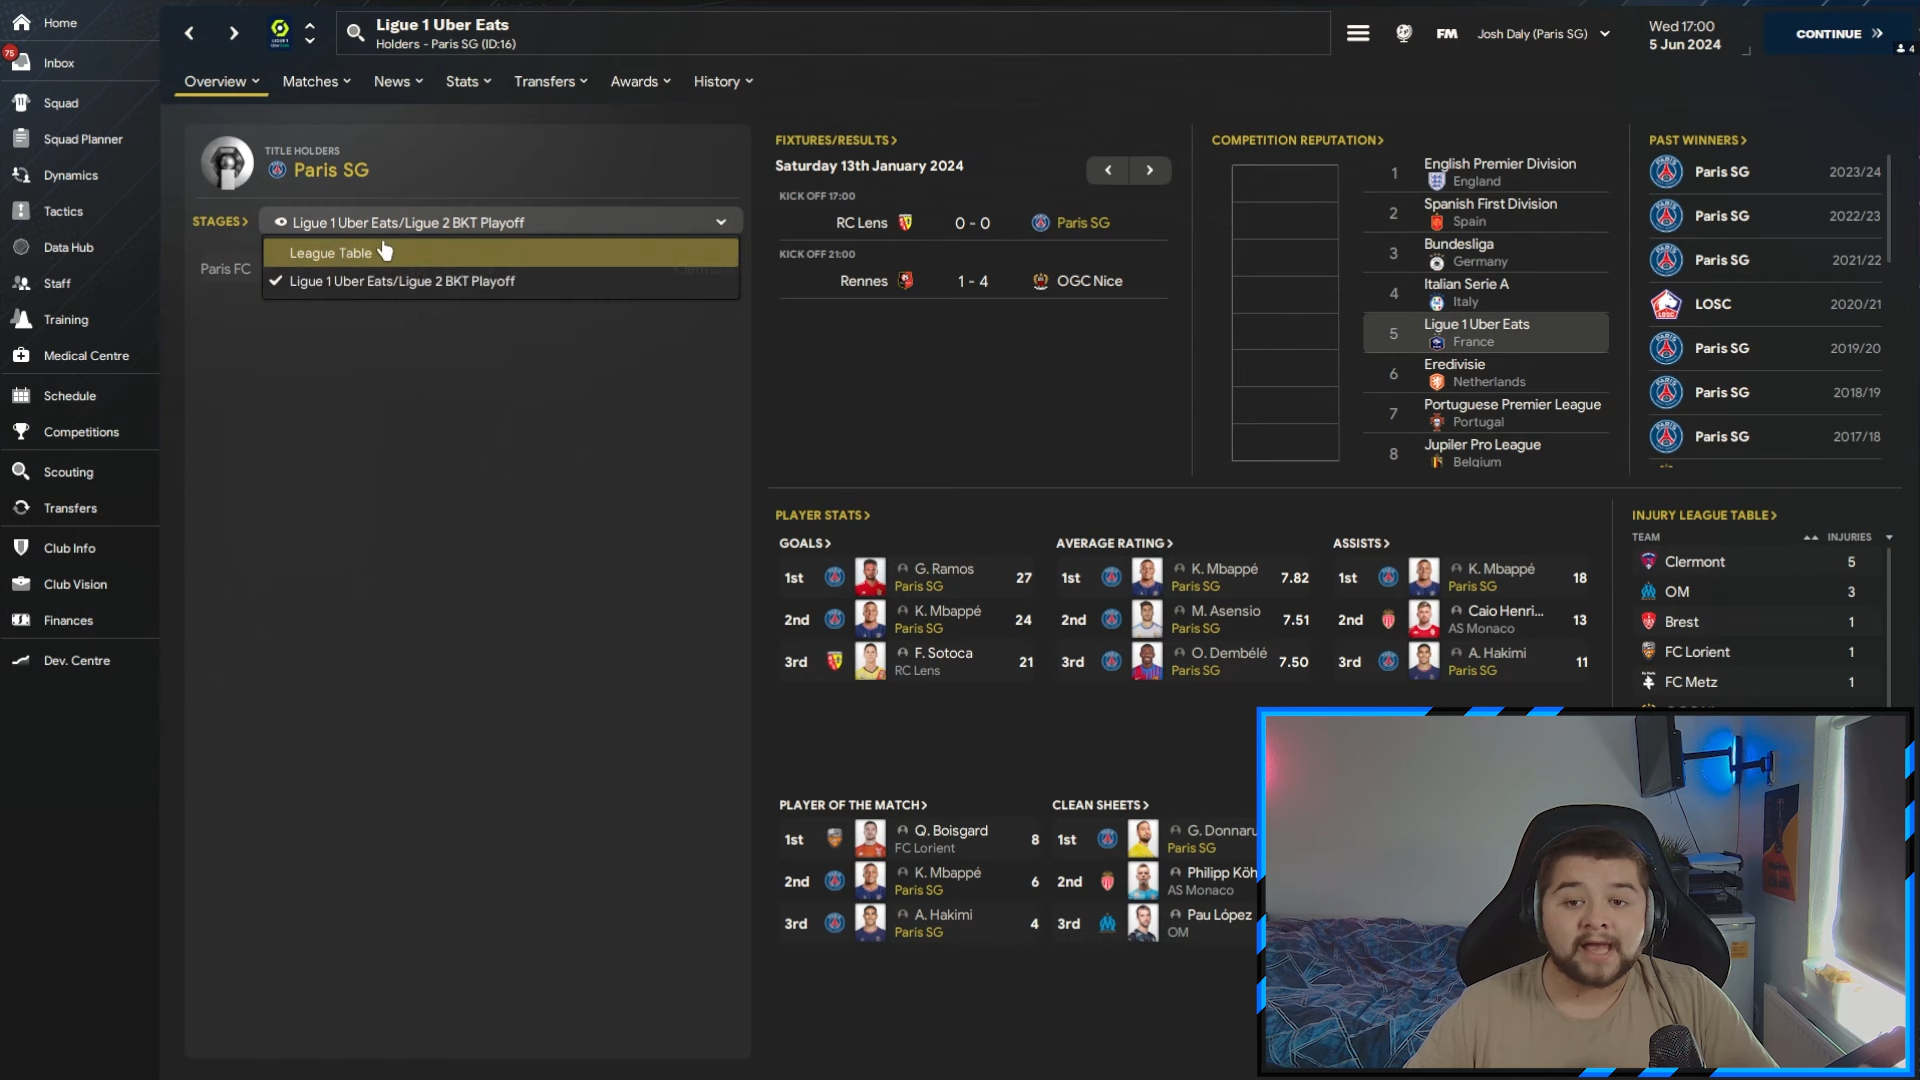 Home
75
Inbox
Squad
Squad Planner
Dynamics
Tactics
Data Hub
Staff
Training
Medical Centre
Schedule
Competitions
Scouting
Transfers
Club Info
Club Vision
Finances
Dev. Centre
Ligue 1 Uber Eats
Holders - Paris SG (ID:16)
FM
Josh Daly (Paris SG)
Wed 17:00
5 Jun 2024
CONTINUE
4
Overview
Matches
News
Stats
Transfers
Awards
History
TITLE HOLDERS
Paris SG
STAGES>
Ligue 1 Uber Eats/Ligue 2 BKT Playoff
League Table
Ligue 1 Uber Eats/Ligue 2 BKT Playoff
Paris FC
FIXTURES/RESULTS>
Saturday 13th January 2024
KICK OFF 17:00
RC Lens 0 - 0 Paris SG
KICK OFF 21:00
Rennes 1 - 4 OGC Nice
COMPETITION REPUTATION>
1 English Premier Division
England
2 Spanish First Division
Spain
3 Bundesliga
Germany
4 Italian Serie A
Italy
5 Ligue 1 Uber Eats
France
6 Eredivisie
Netherlands
7 Portuguese Premier League
Portugal
8 Jupiler Pro League
Belgium
PAST WINNERS>
Paris SG 2023/24
Paris SG 2022/23
Paris SG 2021/22
LOSC LOSC 2020/21
Paris SG 2019/20
Paris SG 2018/19
Paris SG 2017/18
PLAYER STATS>
GOALS>
1st G. Ramos 27
Paris SG
2nd K. Mbappé 24
Paris SG
3rd F. Sotoca 21
RC Lens
AVERAGE RATING>
1st K. Mbappé 7.82
Paris SG
2nd M. Asensio 7.51
Paris SG
3rd O. Dembélé 7.50
Paris SG
ASSISTS>
1st K. Mbappé 18
Paris SG
2nd Caio Henri... 13
AS Monaco
3rd A. Hakimi 11
Paris SG
INJURY LEAGUE TABLE>
TEAM INJURIES
Clermont 5
OM 3
Brest 1
FC Lorient 1
FC Metz 1
PLAYER OF THE MATCH>
1st Q. Boisgard 8
FC Lorient
2nd K. Mbappé 6
Paris SG
3rd A. Hakimi 4
Paris SG
CLEAN SHEETS>
1st G. Donnaru
Paris SG
2nd Philipp Köh
AS Monaco
3rd Pau López
OM